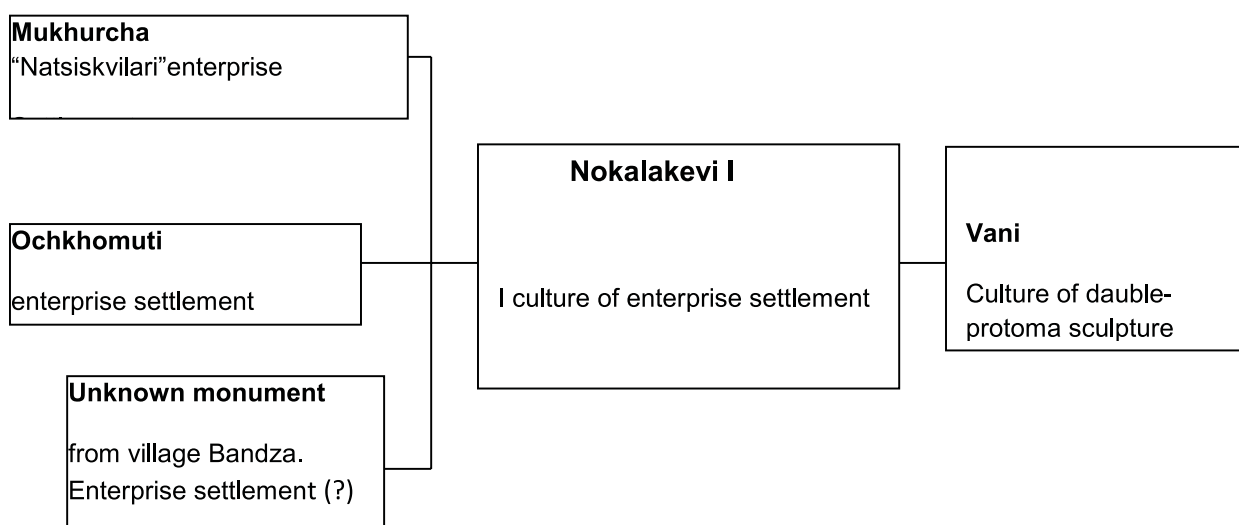 Mukhurcha
“Natsiskvilari”enterprise
Ochkhomuti
enterprise settlement
Unknown monument
from village Bandza.
Enterprise settlement (?)
Nokalakevi I
I culture of enterprise settlement
Vani
Culture of dauble-
protoma sculpture